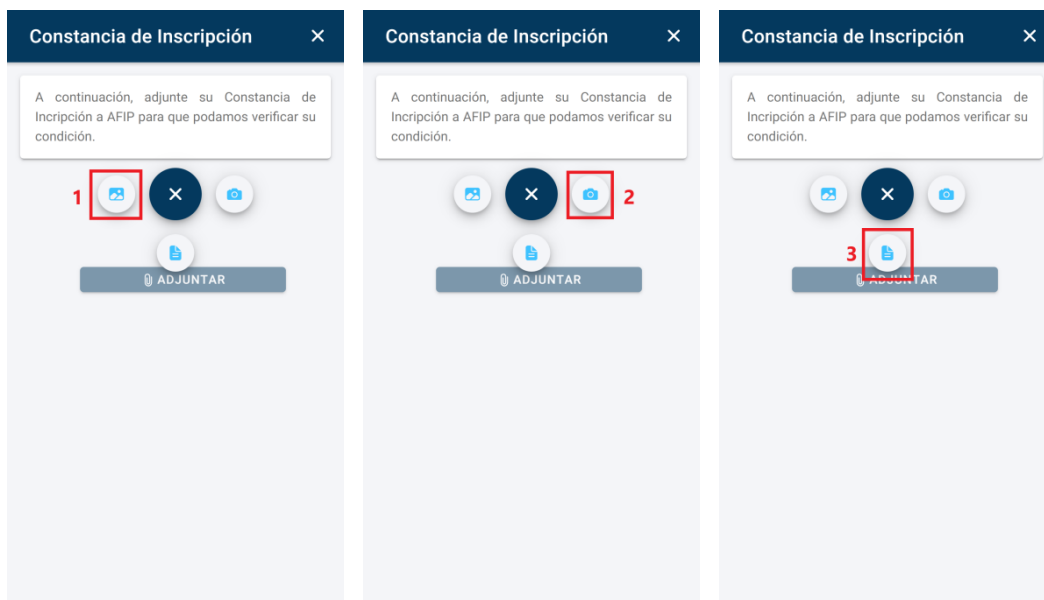 Constancia de Inscripción
A continuación, adjunte su Constancia de
Incripción a AFIP para que podamos verificar su
condición.
1
ADJUNTAR
Constancia de Inscripción
A continuación, adjunte su Constancia de
Incripción a AFIP para que podamos verificar su
condición.
2
ADJUNTAR
Constancia de Inscripción
A continuación, adjunte su Constancia de
Incripción a AFIP para que podamos verificar su
condición.
3
ADJUNTAR